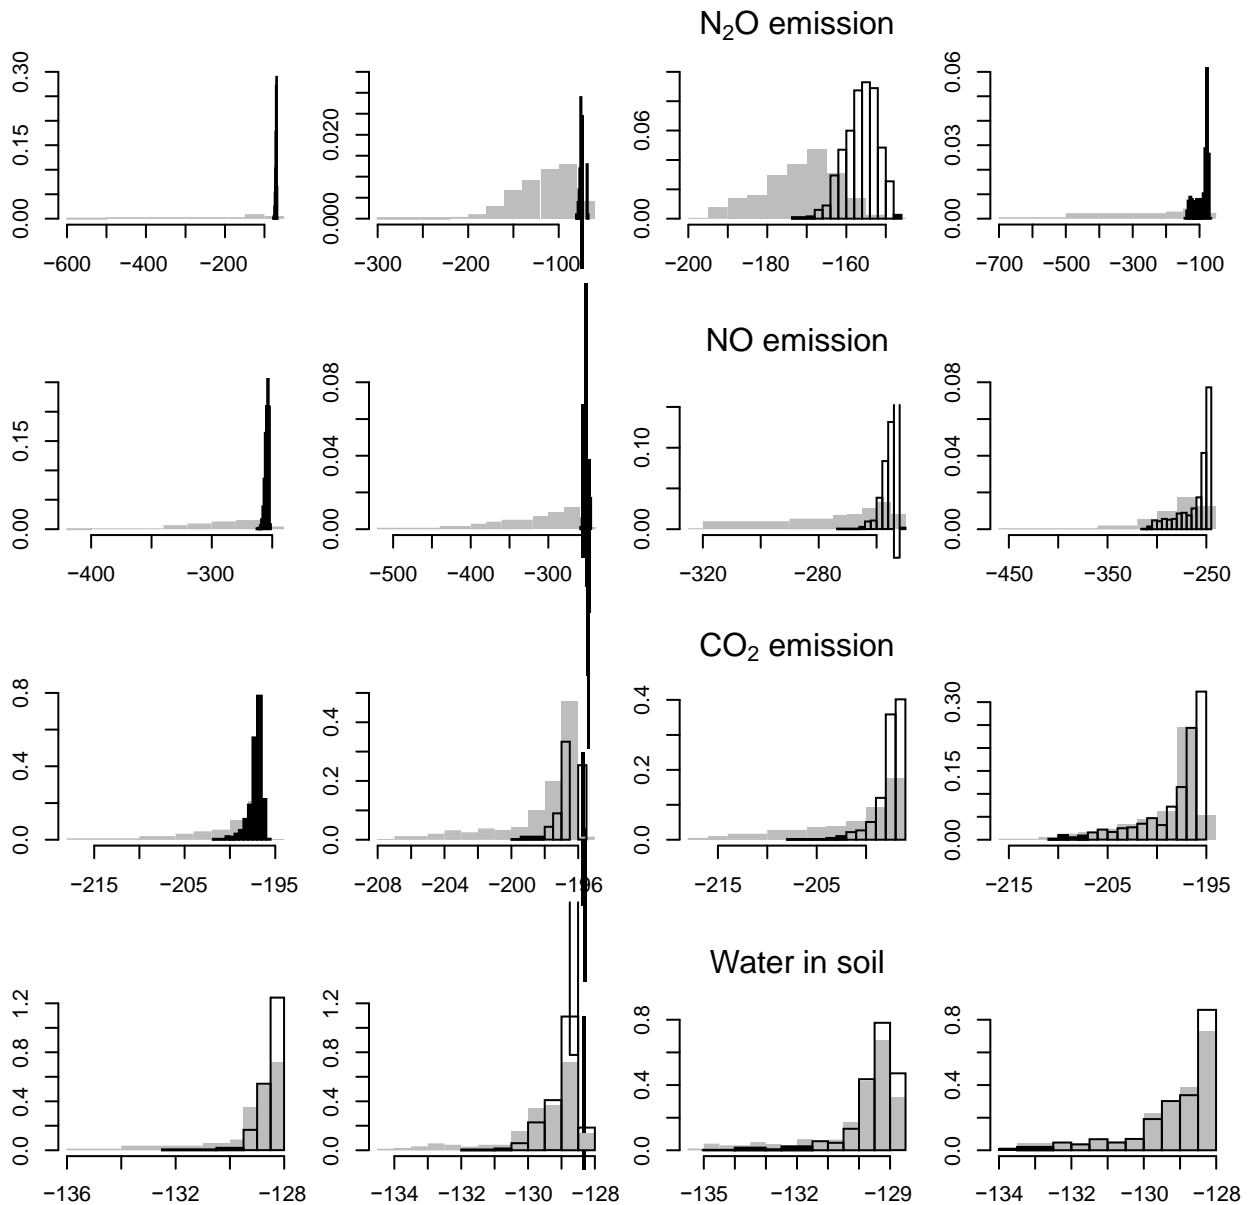 N₂O emission
0.00 0.15 0.30
−600 −400 −200
0.000 0.020
−300 −200 −100
0.00 0.06
−200 −180 −160
0.00 0.03 0.06
−700 −500 −300 −100
NO emission
0.00 0.15
−400 −300
0.00 0.04 0.08
−500 −400 −300
0.00 0.10
−320 −280
0.00 0.04 0.08
−450 −350 −250
CO₂ emission
0.0 0.4 0.8
−215 −205 −195
0.0 0.2 0.4
−208 −204 −200 −196
0.0 0.2 0.4
−215 −205
0.00 0.15 0.30
−215 −205 −195
Water in soil
0.0 0.4 0.8 1.2
−136 −132 −128
0.0 0.4 0.8 1.2
−134 −130 −128
0.0 0.4 0.8
−135 −132 −129
0.0 0.4 0.8
−134 −132 −130 −128